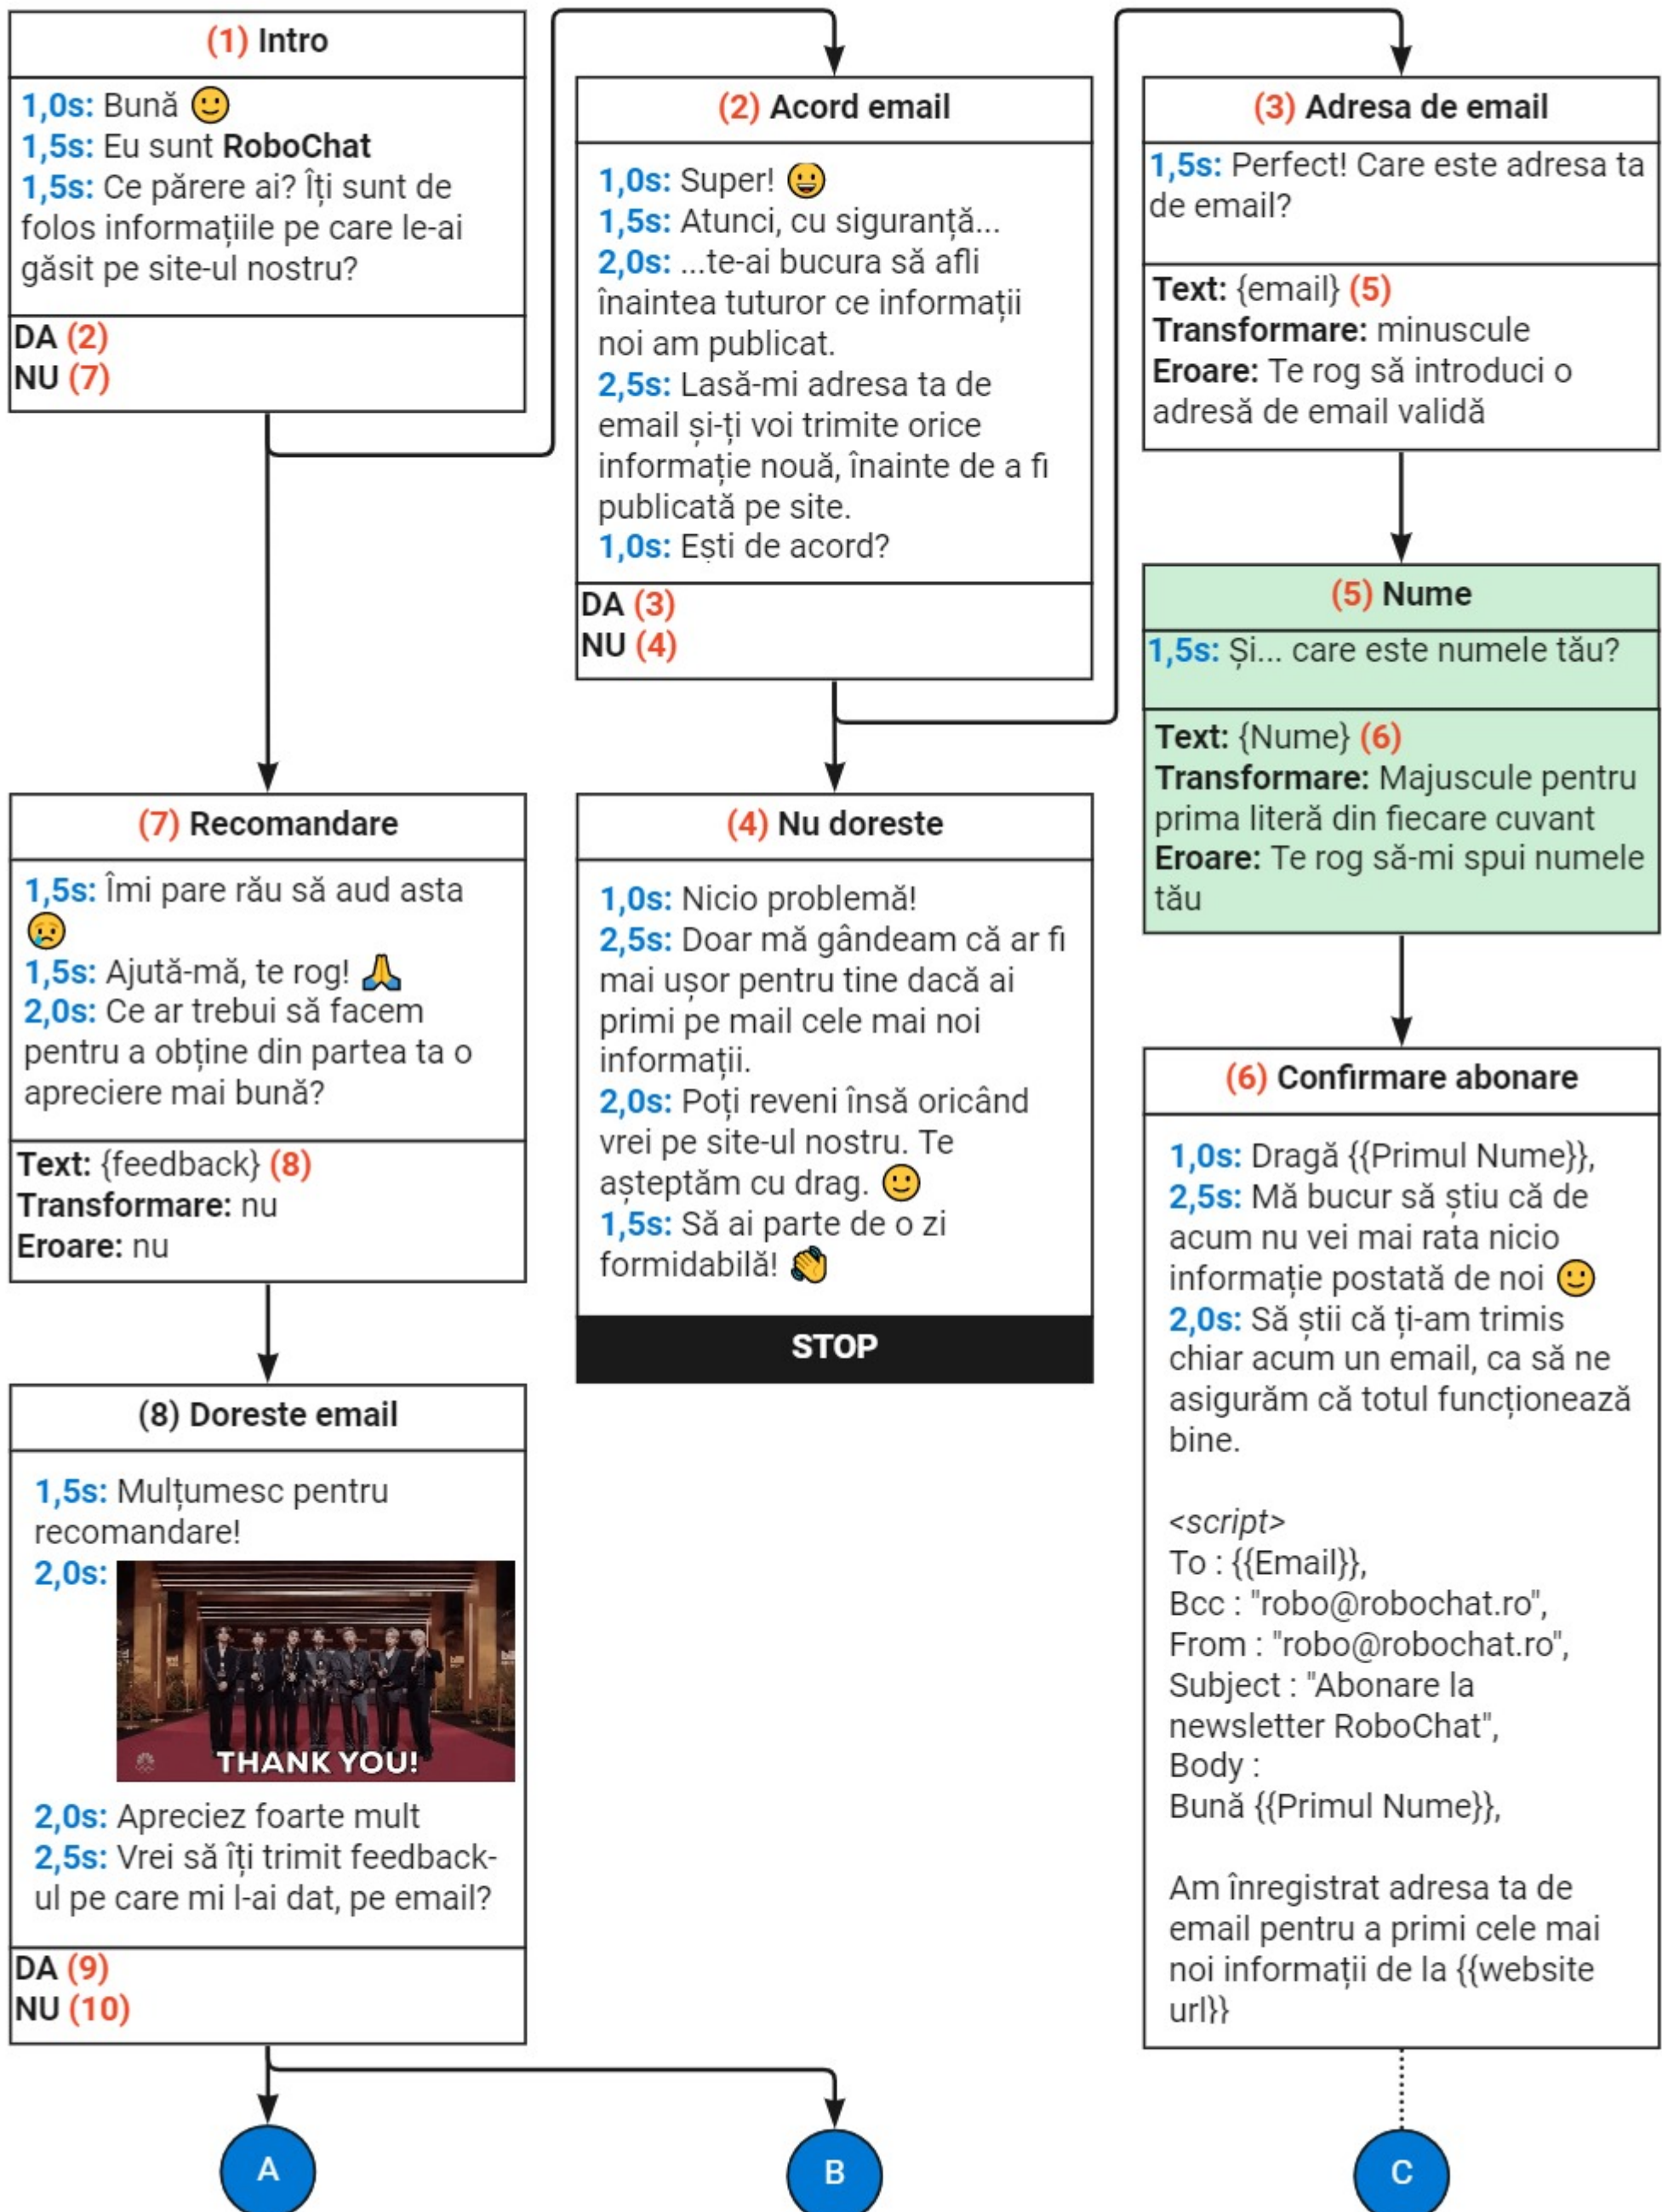 (1) Intro
1,0s: Bună 🙂
1,5s: Eu sunt RoboChat
1,5s: Ce părere ai? Îți sunt de
folos informațiile pe care le-ai
găsit pe site-ul nostru?
DA (2)
NU (7)
(2) Acord email
1,0s: Super! 😀
1,5s: Atunci, cu siguranță...
2,0s: ...te-ai bucura să afli
înaintea tuturor ce informații
noi am publicat.
2,5s: Lasă-mi adresa ta de
email și-ți voi trimite orice
informație nouă, înainte de a fi
publicată pe site.
1,0s: Ești de acord?
DA (3)
NU (4)
(3) Adresa de email
1,5s: Perfect! Care este adresa ta
de email?
Text: {email} (5)
Transformare: minuscule
Eroare: Te rog să introduci o
adresă de email validă
(5) Nume
1,5s: Și... care este numele tău?
Text: {Nume} (6)
Transformare: Majuscule pentru
prima literă din fiecare cuvant
Eroare: Te rog să-mi spui numele
tău
(7) Recomandare
1,5s: Îmi pare rău să aud asta
😢
1,5s: Ajută-mă, te rog! 🙏
2,0s: Ce ar trebui să facem
pentru a obține din partea ta o
apreciere mai bună?
Text: {feedback} (8)
Transformare: nu
Eroare: nu
(4) Nu doreste
1,0s: Nicio problemă!
2,5s: Doar mă gândeam că ar fi
mai ușor pentru tine dacă ai
primi pe mail cele mai noi
informații.
2,0s: Poți reveni însă oricând
vrei pe site-ul nostru. Te
așteptăm cu drag. 🙂
1,5s: Să ai parte de o zi
formidabilă! 👏
STOP
(6) Confirmare abonare
1,0s: Dragă {{Primul Nume}},
2,5s: Mă bucur să știu că de
acum nu vei mai rata nicio
informație postată de noi 🙂
2,0s: Să știi că ți-am trimis
chiar acum un email, ca să ne
asigurăm că totul funcționează
bine.
<script>
To : {{Email}},
Bcc : "robo@robochat.ro",
From : "robo@robochat.ro",
Subject : "Abonare la
newsletter RoboChat",
Body :
Bună {{Primul Nume}},
Am înregistrat adresa ta de
email pentru a primi cele mai
noi informații de la {{website
url}}
(8) Doreste email
1,5s: Mulțumesc pentru
recomandare!
2,0s:
THANK YOU!
2,0s: Apreciez foarte mult
2,5s: Vrei să îți trimit feedback-
ul pe care mi l-ai dat, pe email?
DA (9)
NU (10)
A
B
C